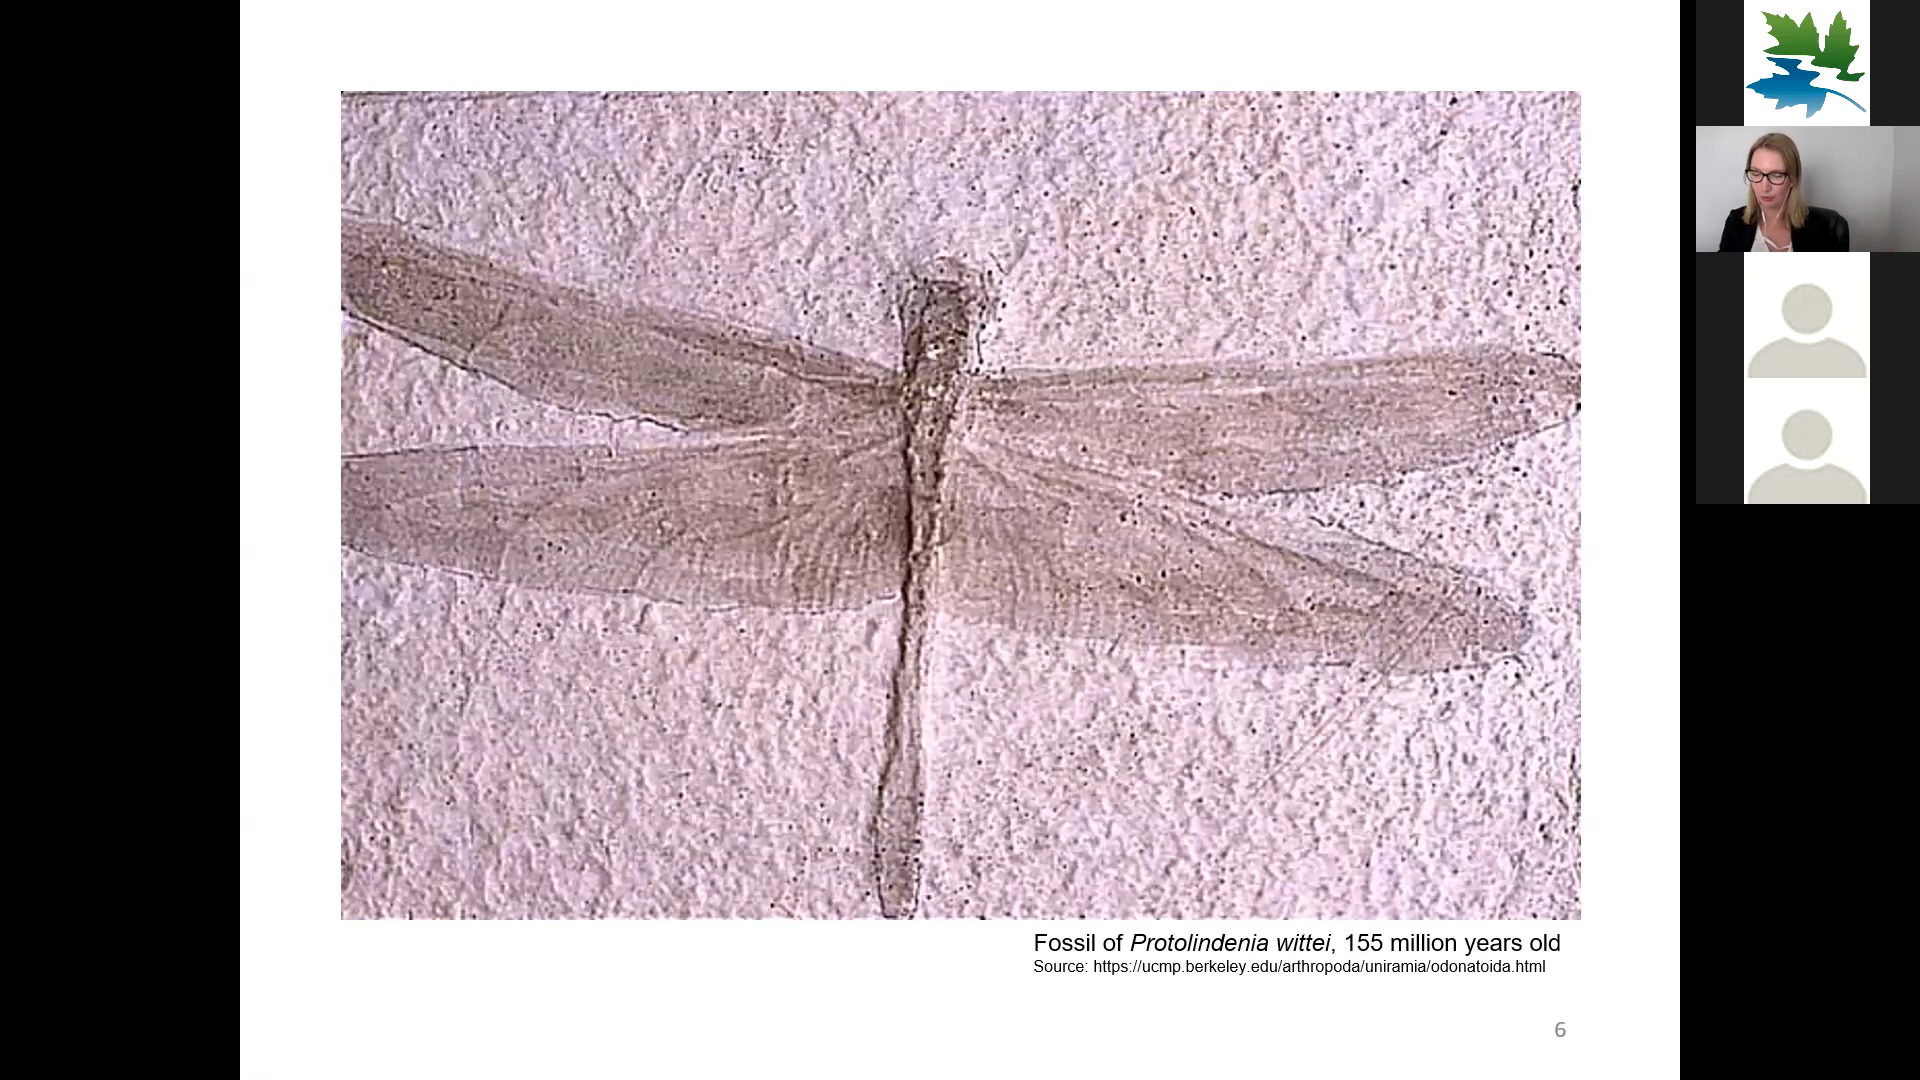 Fossil of Protolindenia wittei, 155 million years old
Source: https://ucmp.berkeley.edu/arthropoda/uniramia/odonatoida.html
6